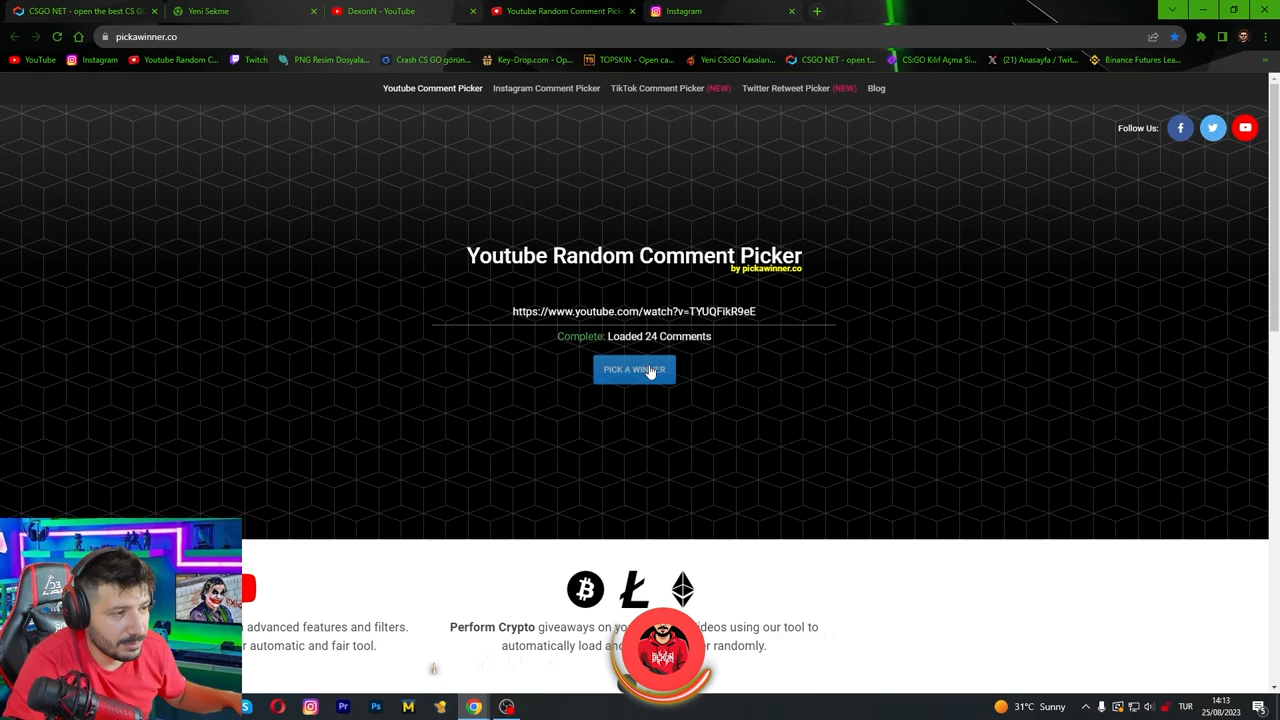 CSGO NET - open the best CS G
Yeni Sekme
DexonN - YouTube
Youtube Random Comment Pick
Instagram
pickawinner.co
YouTube
Instagram
Youtube Random C...
Twitch
PNG Resim Dosyala...
Crash CS GO görün...
Key-Drop.com - Op...
TOPSKIN - Open ca...
Yeni CS:GO Kasaları...
CSGO NET - open t...
CS:GO Kılıf Açma Si...
(21) Anasayfa / Twit...
Binance Futures Lea...
Youtube Comment Picker
Instagram Comment Picker
TikTok Comment Picker (NEW)
Twitter Retweet Picker (NEW)
Blog
Follow Us:
Youtube Random Comment Picker
by pickawinner.co
https://www.youtube.com/watch?v=TYUQFikR9eE
Complete: Loaded 24 Comments
PICK A WINNER
advanced features and filters.
r automatic and fair tool.
Perform Crypto giveaways on yo
ideos using our tool to
automatically load an
r randomly.
31°C Sunny
TUR
14:13
25/08/2023
5